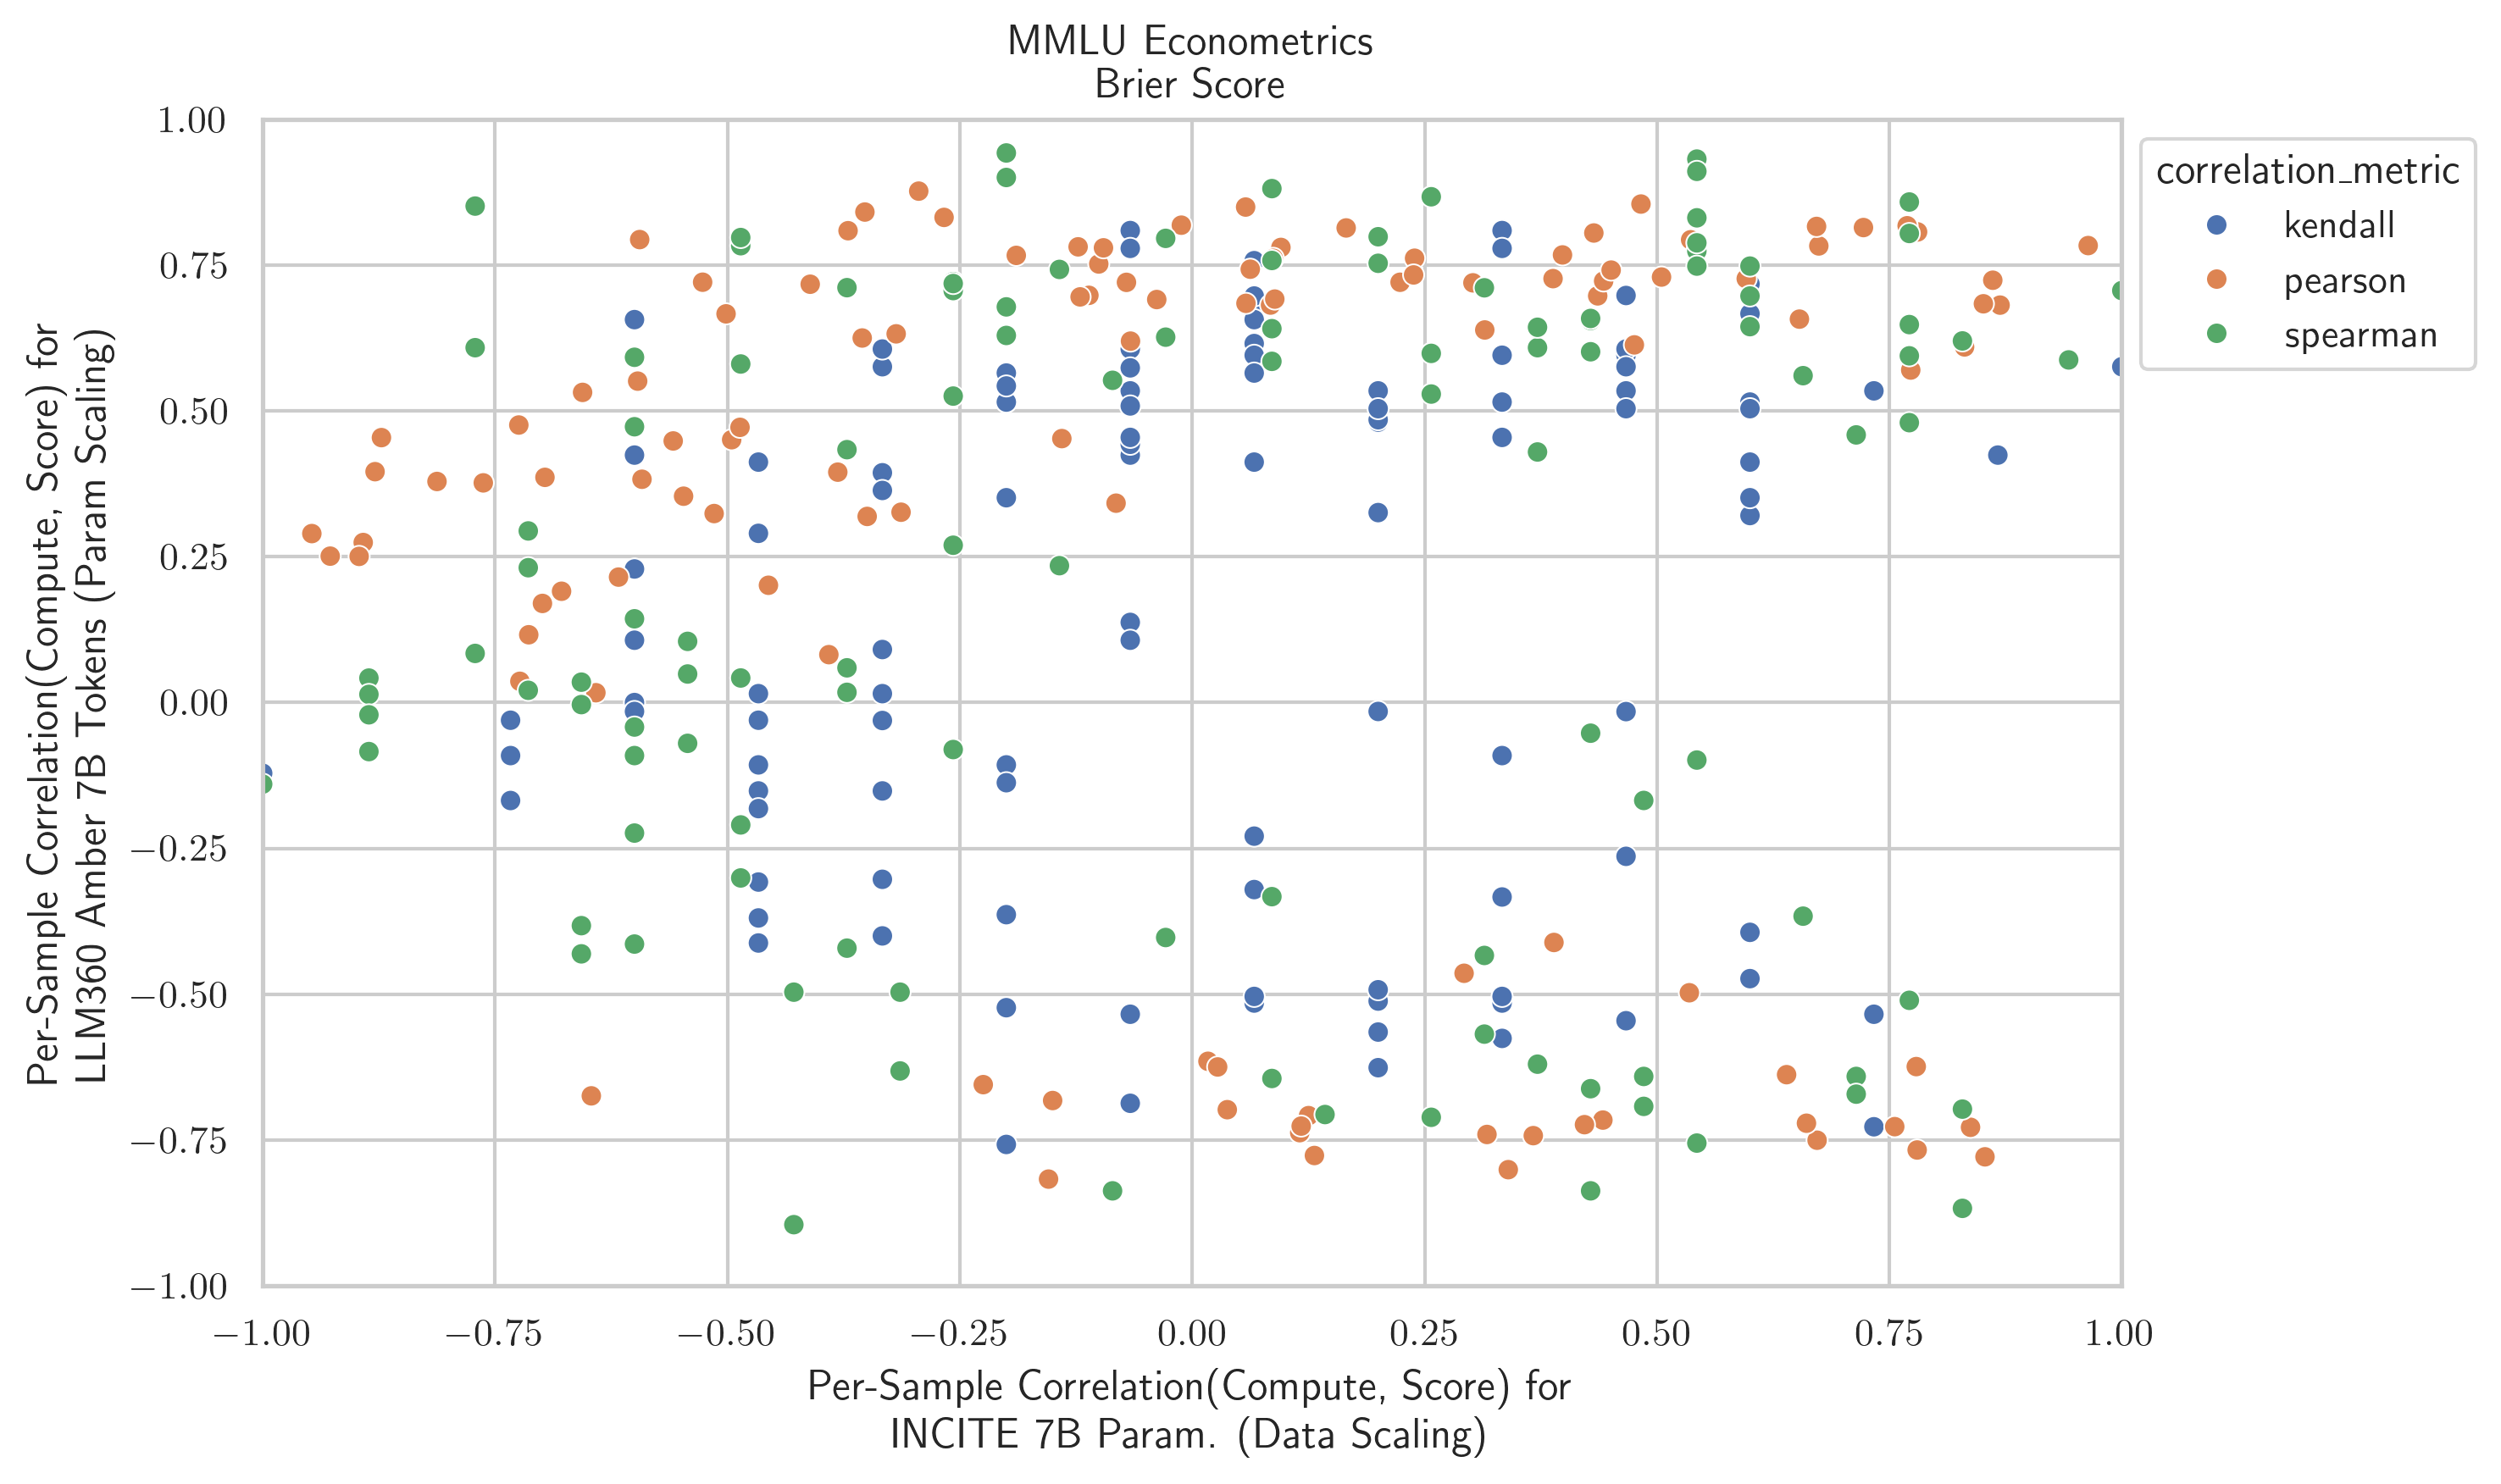 MMLU Econometrics
Brier Score
Per-Sample Correlation(Compute, Score) for
LLM360 Amber 7B Tokens (Param Scaling)
1.00
0.75
0.50
0.25
0.00
−0.25
−0.50
−0.75
−1.00
−1.00 −0.75 −0.50 −0.25 0.00 0.25 0.50 0.75 1.00
Per-Sample Correlation(Compute, Score) for
INCITE 7B Param. (Data Scaling)
correlation_metric
kendall
pearson
spearman